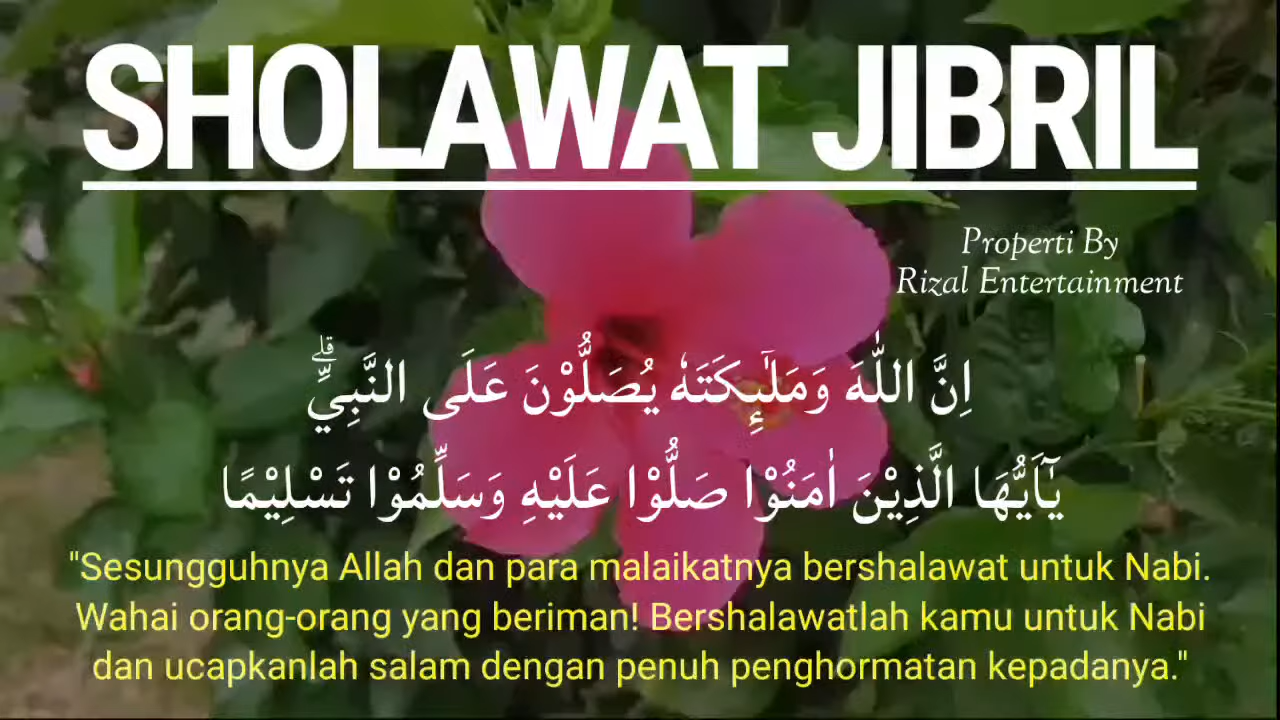 SHOLAWAT JIBRIL
Properti By
Rizal Entertainment
اِنَّ اللّٰهَ وَمَلٰۤىِٕكَتَهٗ يُصَلُّوْنَ عَلَى النَّبِيِّۗ
يٰٓاَيُّهَا الَّذِيْنَ اٰمَنُوْا صَلُّوْا عَلَيْهِ وَسَلِّمُوْا تَسْلِيْمًا
"Sesungguhnya Allah dan para malaikatnya bershalawat untuk Nabi.
Wahai orang-orang yang beriman! Bershalawatlah kamu untuk Nabi
dan ucapkanlah salam dengan penuh penghormatan kepadanya."